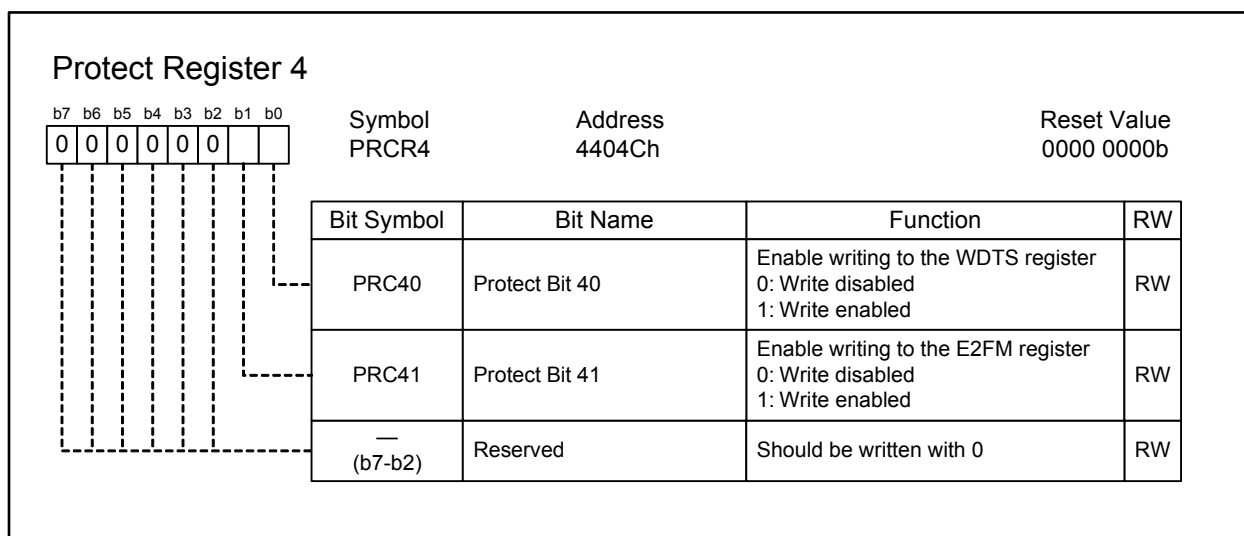 Protect Register 4
b7 b6 b5 b4 b3 b2 b1 b0
0 0 0 0 0 0
Symbol Address Reset Value
PRCR4 4404Ch 0000 0000b
Bit Symbol Bit Name Function RW
PRC40 Protect Bit 40 Enable writing to the WDTS register
0: Write disabled
1: Write enabled RW
PRC41 Protect Bit 41 Enable writing to the E2FM register
0: Write disabled
1: Write enabled RW
—
(b7-b2) Reserved Should be written with 0 RW